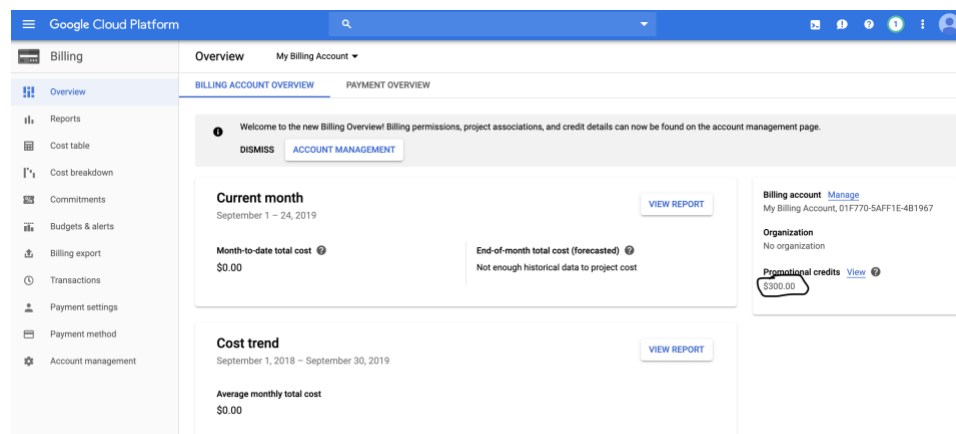 Google Cloud Platform
1
Billing
Overview
My Billing Account
BILLING ACCOUNT OVERVIEW
PAYMENT OVERVIEW
Overview
Reports
Cost table
Cost breakdown
Commitments
Budgets & alerts
Billing export
Transactions
Payment settings
Payment method
Account management
Welcome to the new Billing Overview! Billing permissions, project associations, and credit details can now be found on the account management page.
DISMISS
ACCOUNT MANAGEMENT
Current month
VIEW REPORT
September 1 – 24, 2019
Month-to-date total cost
$0.00
End-of-month total cost (forecasted)
Not enough historical data to project cost
Billing account Manage
My Billing Account, 01F770-5AFF1E-4B1967
Organization
No organization
Promotional credits View
$300.00
Cost trend
VIEW REPORT
September 1, 2018 – September 30, 2019
Average monthly total cost
$0.00